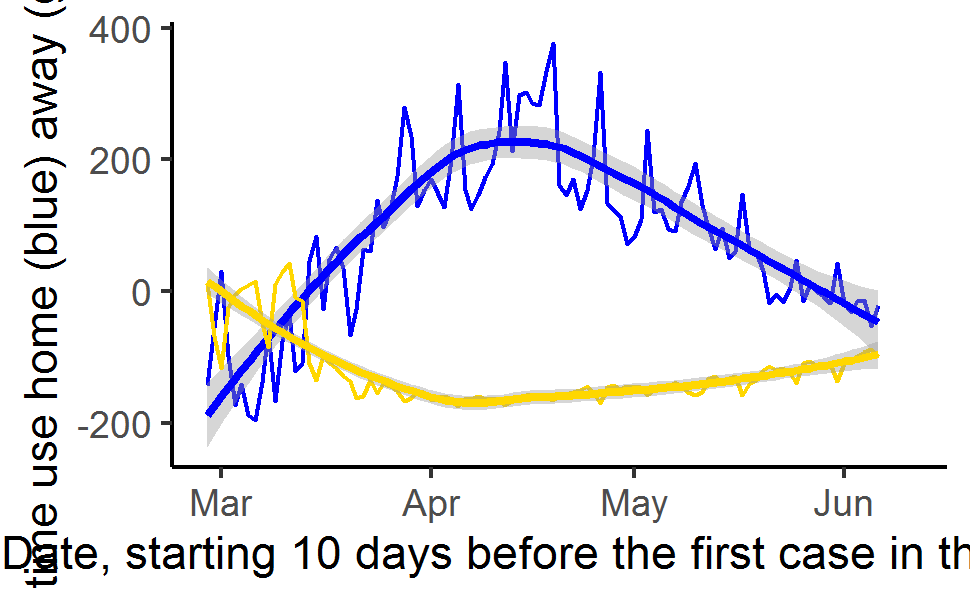 time use home (blue) away (
400
200
0
-200
Mar Apr May Jun
Date, starting 10 days before the first case in th